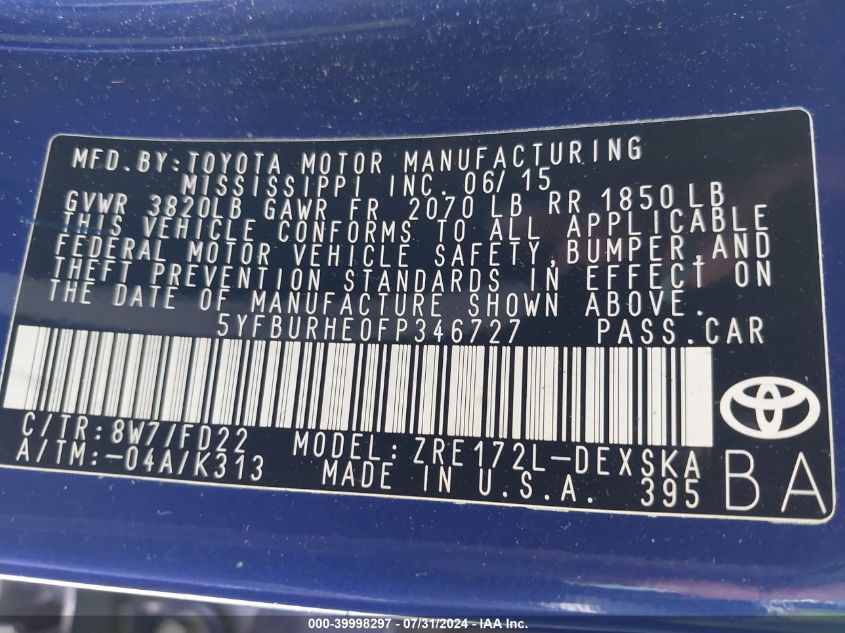 MFD.BY:TOYOTA MOTOR MANUFACTURING
MISSISSIPPI INC. 06/15
GVWR 3820LB GAWR FR 2070 LB RR 1850 LB
THIS VEHICLE CONFORMS TO ALL APPLICABLE
FEDERAL MOTOR VEHICLE SAFETY,BUMPER,AND
THEFT PREVENTION STANDARDS IN EFFECT ON
THE DATE OF MANUFACTURE SHOWN ABOVE.
5YFBURHE0FP346727 PASS.CAR
C/TR:8W7/FD22 MODEL:ZRE172L-DEXSKA
A/TM:-04A/K313 MADE IN U.S.A. 395
BA
000-39998297 - 07/31/2024 - IAA Inc.